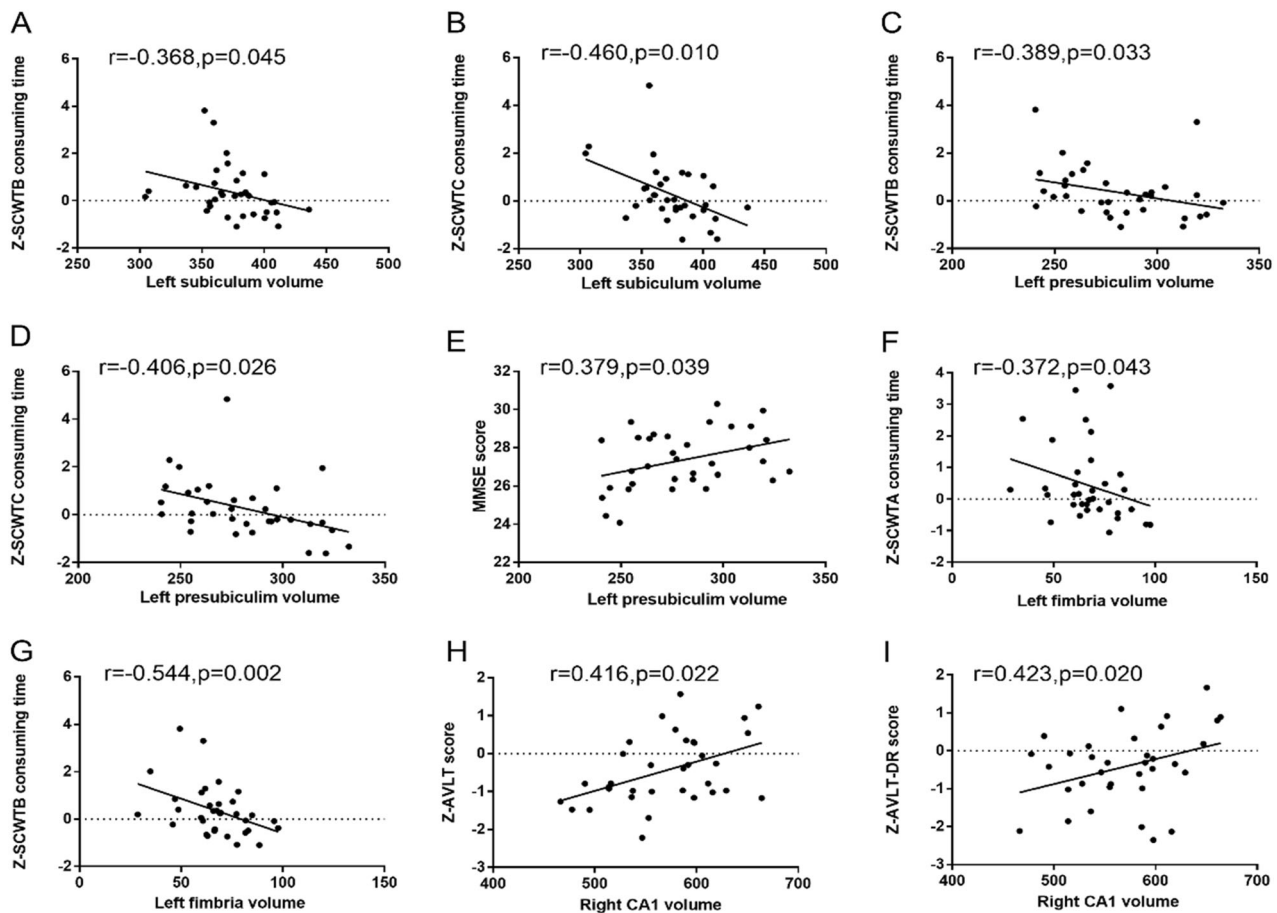 A
r=-0.368,p=0.045
Z-SCWTB consuming time
6
4
2
0
-2
250 300 350 400 450 500
Left subiculum volume
B
r=-0.460,p=0.010
Z-SCWTC consuming time
6
4
2
0
-2
250 300 350 400 450 500
Left subiculum volume
C
r=-0.389,p=0.033
Z-SCWTB consuming time
6
4
2
0
-2
200 250 300 350
Left presubiculim volume
D
r=-0.406,p=0.026
Z-SCWTC consuming time
6
4
2
0
-2
200 250 300 350
Left presubiculim volume
E
r=0.379,p=0.039
MMSE score
32
30
28
26
24
22
200 250 300 350
Left presubiculim volume
F
r=-0.372,p=0.043
Z-SCWTA consuming time
4
3
2
1
0
-1
-2
0 50 100 150
Left fimbria volume
G
r=-0.544,p=0.002
Z-SCWTB consuming time
6
4
2
0
-2
0 50 100 150
Left fimbria volume
H
r=0.416,p=0.022
Z-AVLT score
2
1
0
-1
-2
-3
400 500 600 700
Right CA1 volume
I
r=0.423,p=0.020
Z-AVLT-DR score
2
1
0
-1
-2
-3
400 500 600 700
Right CA1 volume